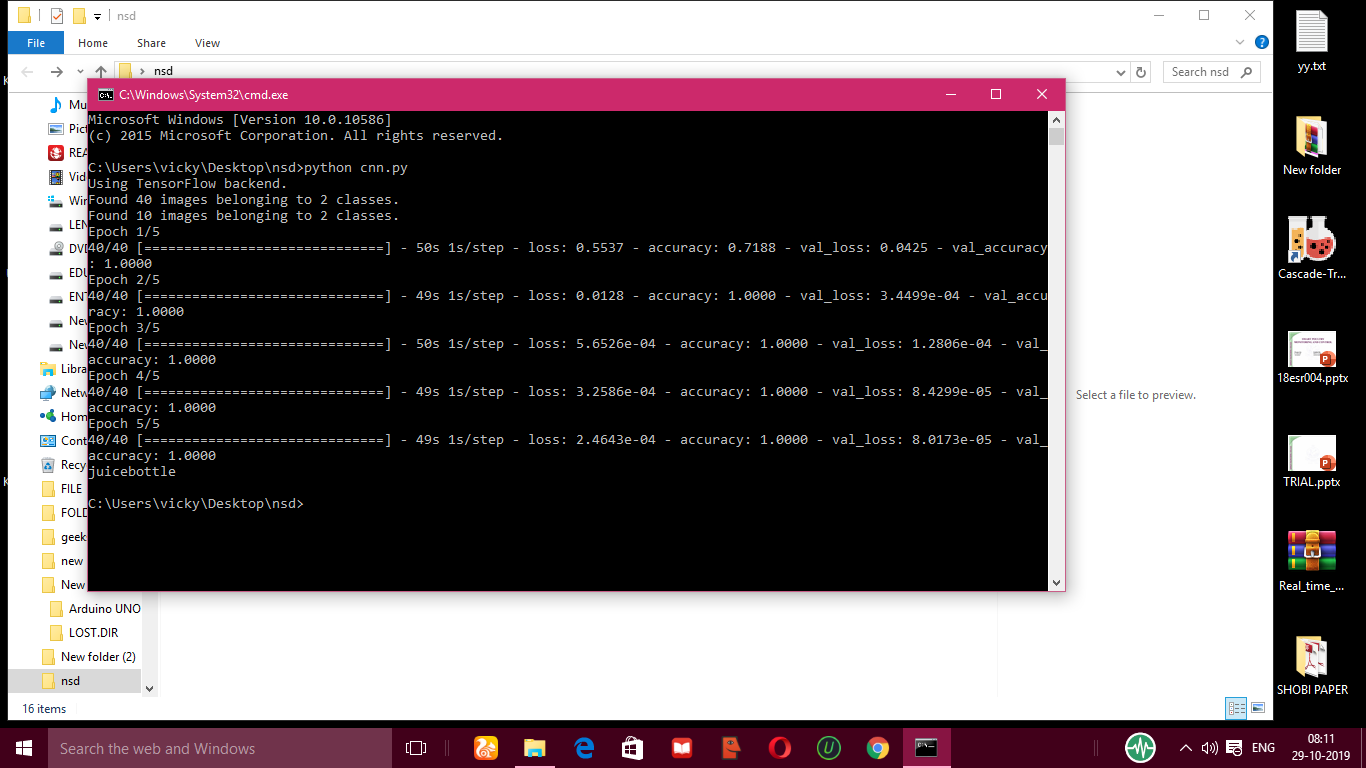 nsd
File Home Share View
nsd
Search nsd
C:\Windows\System32\cmd.exe
Microsoft Windows [Version 10.0.10586]
(c) 2015 Microsoft Corporation. All rights reserved.
C:\Users\vicky\Desktop\nsd>python cnn.py
Using TensorFlow backend.
Found 40 images belonging to 2 classes.
Found 10 images belonging to 2 classes.
Epoch 1/5
40/40 [==============================] - 50s 1s/step - loss: 0.5537 - accuracy: 0.7188 - val_loss: 0.0425 - val_accuracy
: 1.0000
Epoch 2/5
40/40 [==============================] - 49s 1s/step - loss: 0.0128 - accuracy: 1.0000 - val_loss: 3.4499e-04 - val_accu
racy: 1.0000
Epoch 3/5
40/40 [==============================] - 50s 1s/step - loss: 5.6526e-04 - accuracy: 1.0000 - val_loss: 1.2806e-04 - val_
accuracy: 1.0000
Epoch 4/5
40/40 [==============================] - 49s 1s/step - loss: 3.2586e-04 - accuracy: 1.0000 - val_loss: 8.4299e-05 - val_
accuracy: 1.0000
Epoch 5/5
40/40 [==============================] - 49s 1s/step - loss: 2.4643e-04 - accuracy: 1.0000 - val_loss: 8.0173e-05 - val_
accuracy: 1.0000
juicebottle
C:\Users\vicky\Desktop\nsd>
Mu
Pict
REA
Vid
Win
LEN
DVD
EDU
ENT
New
New
Libra
Netw
Hom
Cont
Recy
FILE
FOLD
geek
new
New
Arduino UNO
LOST.DIR
New folder (2)
nsd
16 items
Select a file to preview.
yy.txt
New folder
Cascade-Tr...
18esr004.pptx
TRIAL.pptx
Real_time_...
SHOBI PAPER
Search the web and Windows
ENG
08:11
29-10-2019